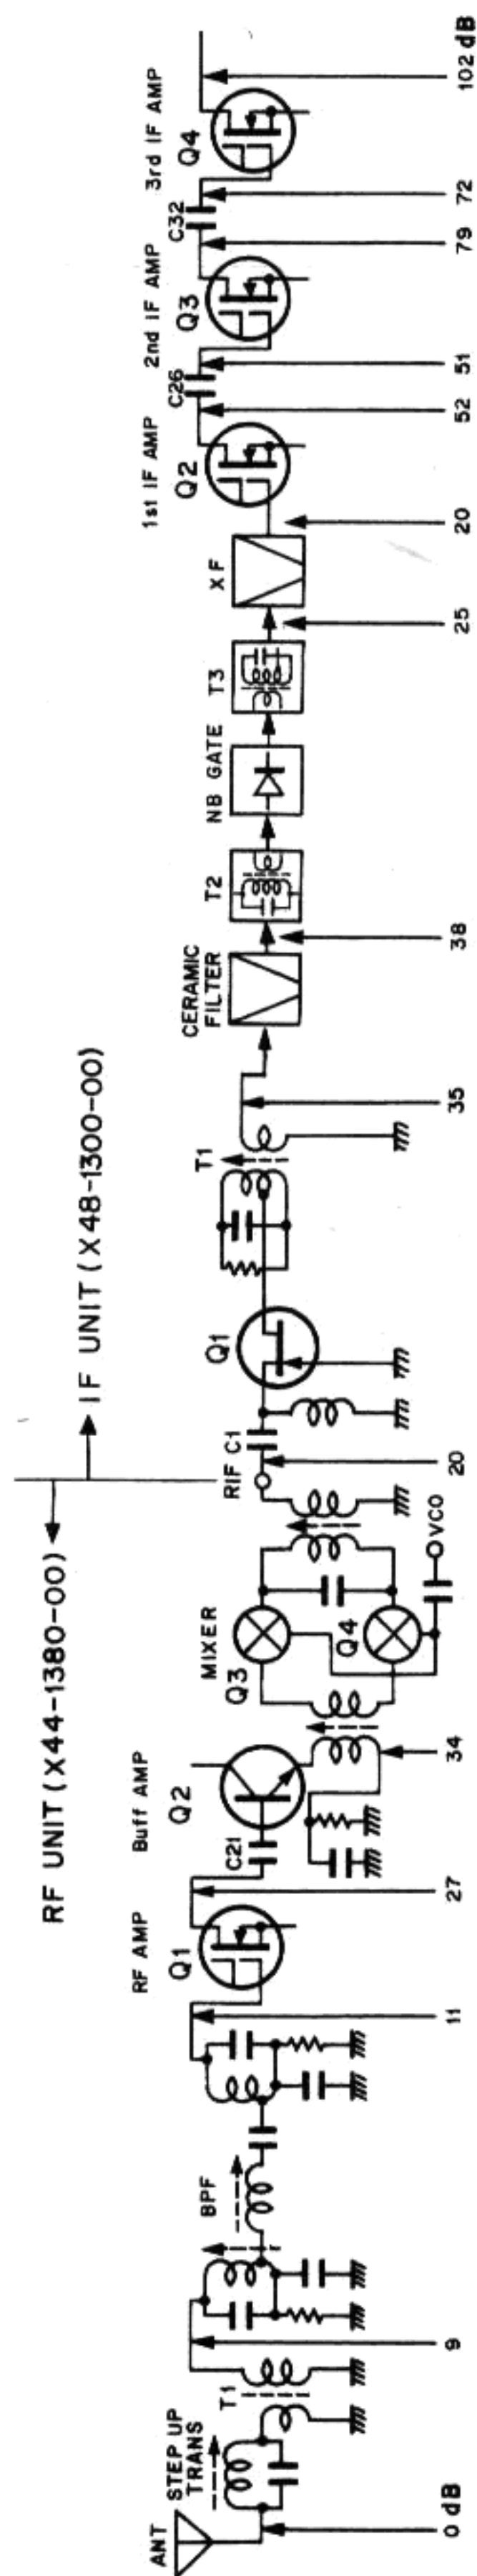 RF UNIT (X44-1380-00)
IF UNIT (X48-1300-00)
ANT
STEP UP
TRANS
T1
BPF
RF AMP
Q1
C21
Buff AMP
Q2
MIXER
Q3
Q4
VCO
RIF
C1
Q1
T1
CERAMIC
FILTER
T2
NB GATE
T3
XF
1st IF AMP
Q2
C26
2nd IF AMP
Q3
C32
3rd IF AMP
Q4
0 dB
9
11
27
34
20
35
38
25
20
52
51
79
72
102 dB